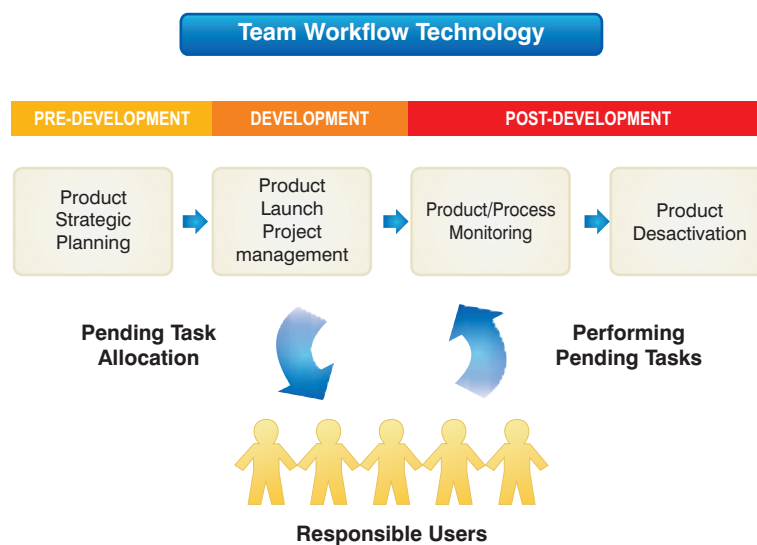 Team Workflow Technology
PRE-DEVELOPMENT
DEVELOPMENT
POST-DEVELOPMENT
Product
Strategic
Planning
Product
Launch
Project
management
Product/Process
Monitoring
Product
Desactivation
Pending Task
Allocation
Performing
Pending Tasks
Responsible Users